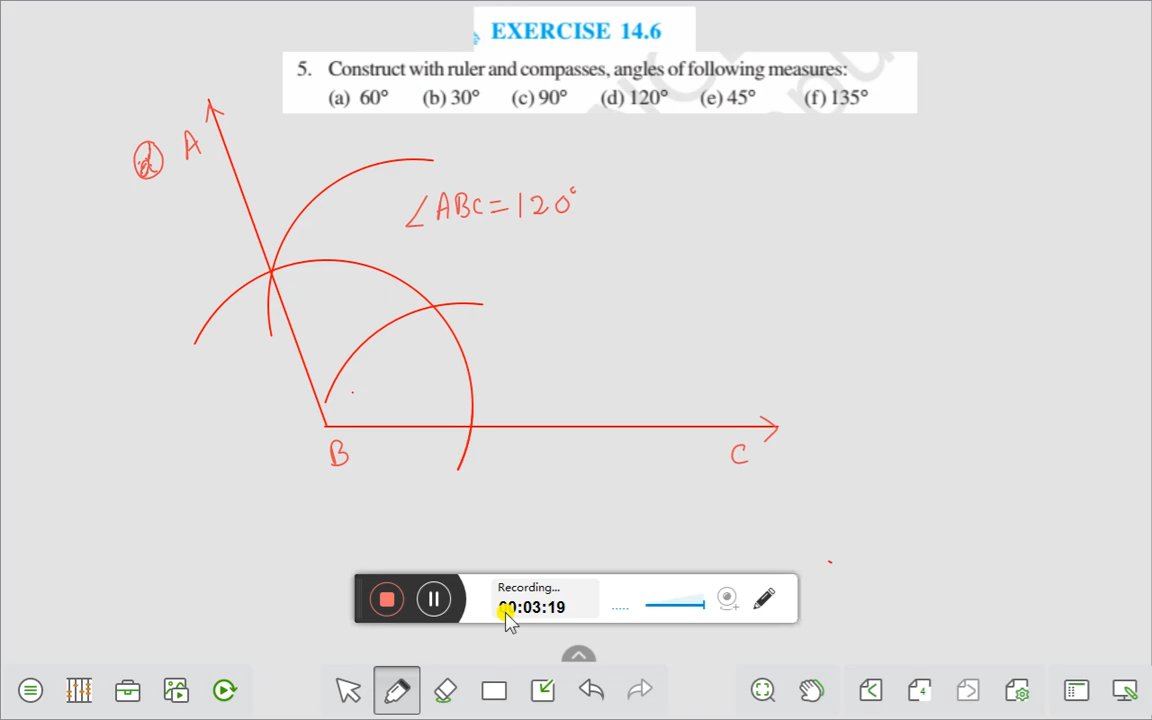 EXERCISE 14.6
5. Construct with ruler and compasses, angles of following measures:
(a) 60° (b) 30° (c) 90° (d) 120° (e) 45° (f) 135°
d A
∠ABC=120°
B
C
Recording...
00:03:19
4